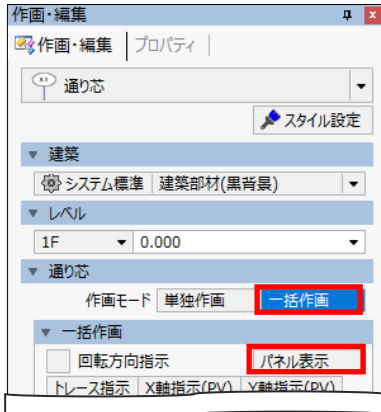 作画・編集
作画・編集 プロパティ
X1 通り芯
スタイル設定
建築
システム標準 建築部材(黒背景)
レベル
1F 0.000
通り芯
作画モード 単独作画 一括作画
一括作画
回転方向指示 パネル表示
トレース指示 X軸指示(PV) Y軸指示(PV)